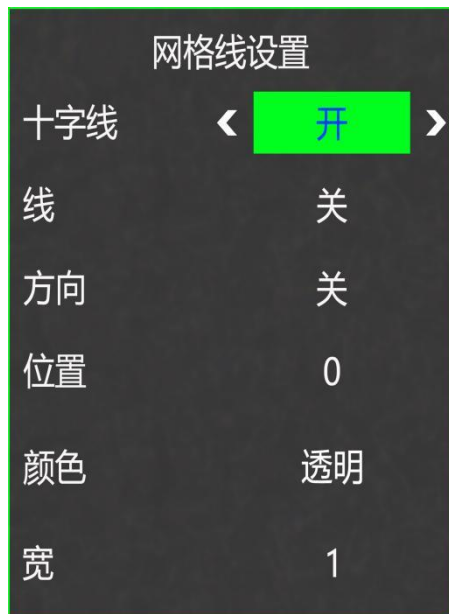 网格线设置
十字线 ‹ 开 ›
线 关
方向 关
位置 0
颜色 透明
宽 1